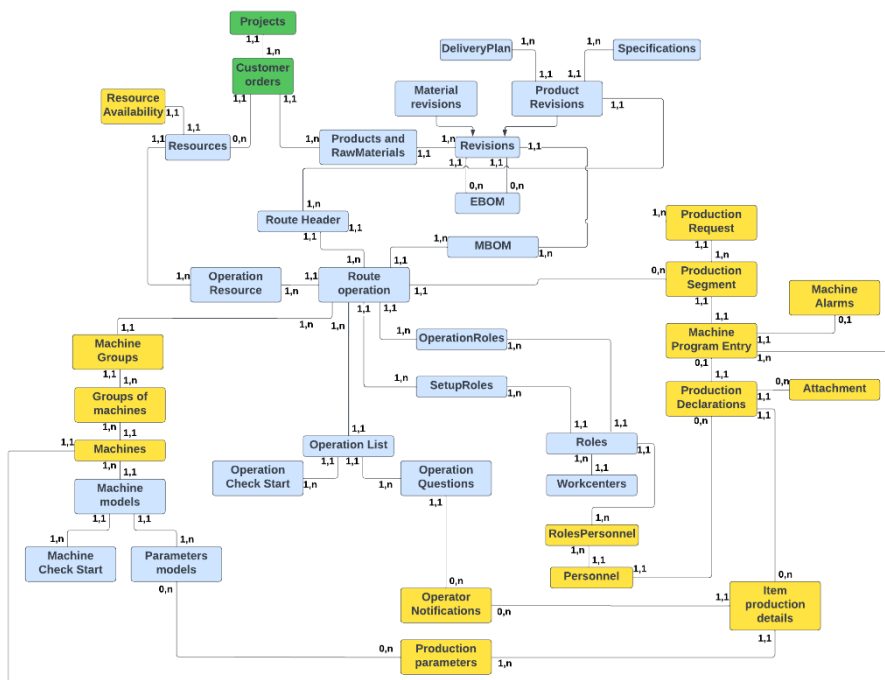 Projects
1,1
1,n
Customer
orders
1,1
1,1
DeliveryPlan
1,n
1,n
Specifications
1,1
1,1
Material
revisions
Product
Revisions
1,1
Resource
Availability
1,1
1,1
1,1
Resources
0,n
1,n
Products and
RawMaterials
1,1
1,n
Revisions
1,1
1,1
1,1
0,n
0,n
EBOM
1,n
Route Header
1,1
1,1
1,n
1,n
MBOM
1,n
1,1
1,n
Operation
Resource
1,n
1,1
Route
operation
1,1
1,n
Production
Request
1,1
1,n
0,n
Production
Segment
1,1
Machine
Alarms
0,1
1,1
Machine
Program Entry
1,1
1,n
0,1
1,1
Production
Declarations
1,1
1,1
0,n
0,n
Attachment
1,1
1,n
1,n
1,1
1,1
1,n
OperationRoles
1,n
1,n
SetupRoles
1,n
Machine
Groups
1,1
1,n
Groups of
machines
1,n
1,1
1,1
Machines
1,n
1,1
Machine
models
1,1
1,1
1,n
1,n
Machine
Check Start
Parameters
models
0,n
1,1
Operation List
1,1
1,1
Operation
Check Start
1,n
1,n
Operation
Questions
1,1
1,1
1,1
Roles
1,1
1,n
1,1
Workcenters
1,n
RolesPersonnel
1,n
1,1
Personnel
1,1
0,n
Operator
Notifications
0,n
0,n
1,1
Item
production
details
1,1
0,n
Production
parameters
1,n